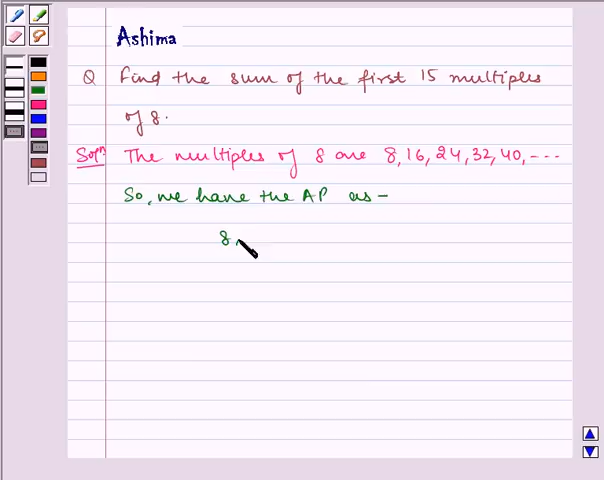 Ashima
Q Find the sum of the first 15 multiples
of 8.
Solⁿ The multiples of 8 are 8, 16, 24, 32, 40, ---
So, we have the AP as -
8,